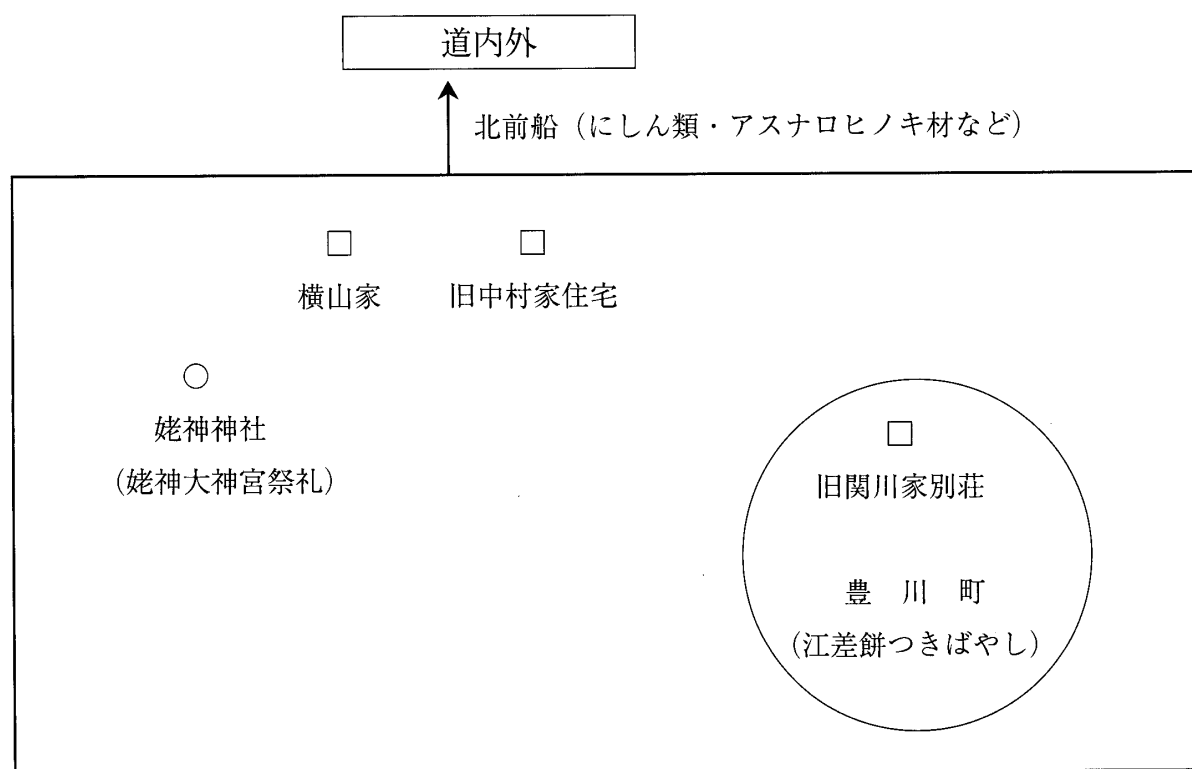 道内外
北前船（にしん類・アスナロヒノキ材など）
横山家
旧中村家住宅
姥神神社
（姥神大神宮祭礼）
旧関川家別荘
豊川町
（江差餅つきばやし）